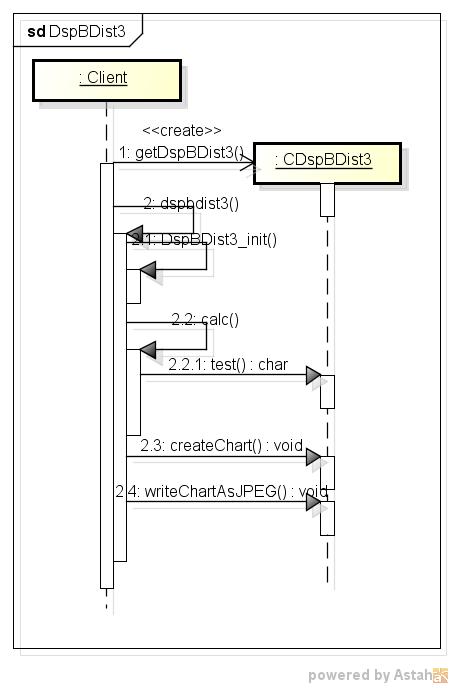 sd DspBDist3
: Client
<<create>>
1: getDspBDist3()
: CDspBDist3
2: dspbdist3()
2.1: DspBDist3_init()
2.2: calc()
2.2.1: test() : char
2.3: createChart() : void
2.4: writeChartAsJPEG() : void
powered by Astah